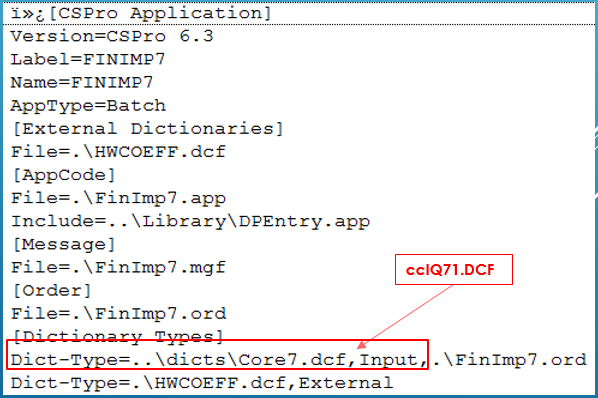 ï»¿[CSPro Application]
Version=CSPro 6.3
Label=FINIMP7
Name=FINIMP7
AppType=Batch
[External Dictionaries]
File=.\HWCOEFF.dcf
[AppCode]
File=.\FinImp7.app
Include=..\Library\DPEntry.app
[Message]
File=.\FinImp7.mgf
ccIQ71.DCF
[Order]
File=.\FinImp7.ord
[Dictionary Types]
Dict-Type=..\dicts\Core7.dcf,Input,.\FinImp7.ord
Dict-Type=.\HWCOEFF.dcf,External